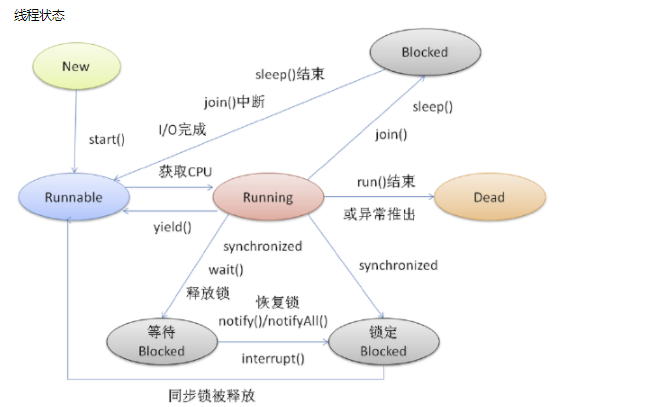 线程状态
Blocked
New
sleep()结束
join()中断
sleep()
I/O完成
join()
start()
获取CPU
run()结束
Runnable
Running
Dead
或异常推出
yield()
synchronized
synchronized
wait()
释放锁
恢复锁
notify()/notifyAll()
等待
Blocked
锁定
Blocked
interrupt()
同步锁被释放